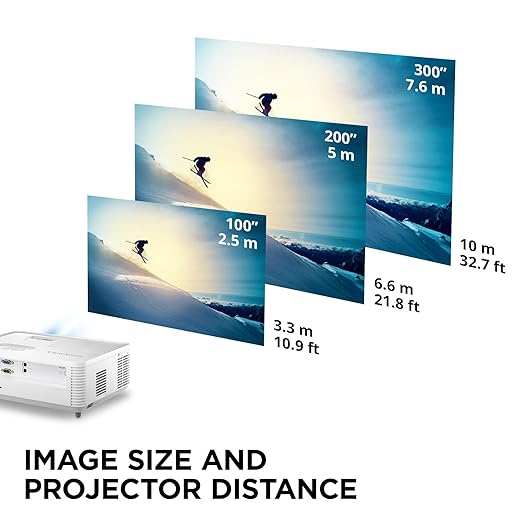 300″
7.6 m
200″
5 m
100″
2.5 m
10 m
32.7 ft
6.6 m
21.8 ft
3.3 m
10.9 ft
IMAGE SIZE AND
PROJECTOR DISTANCE